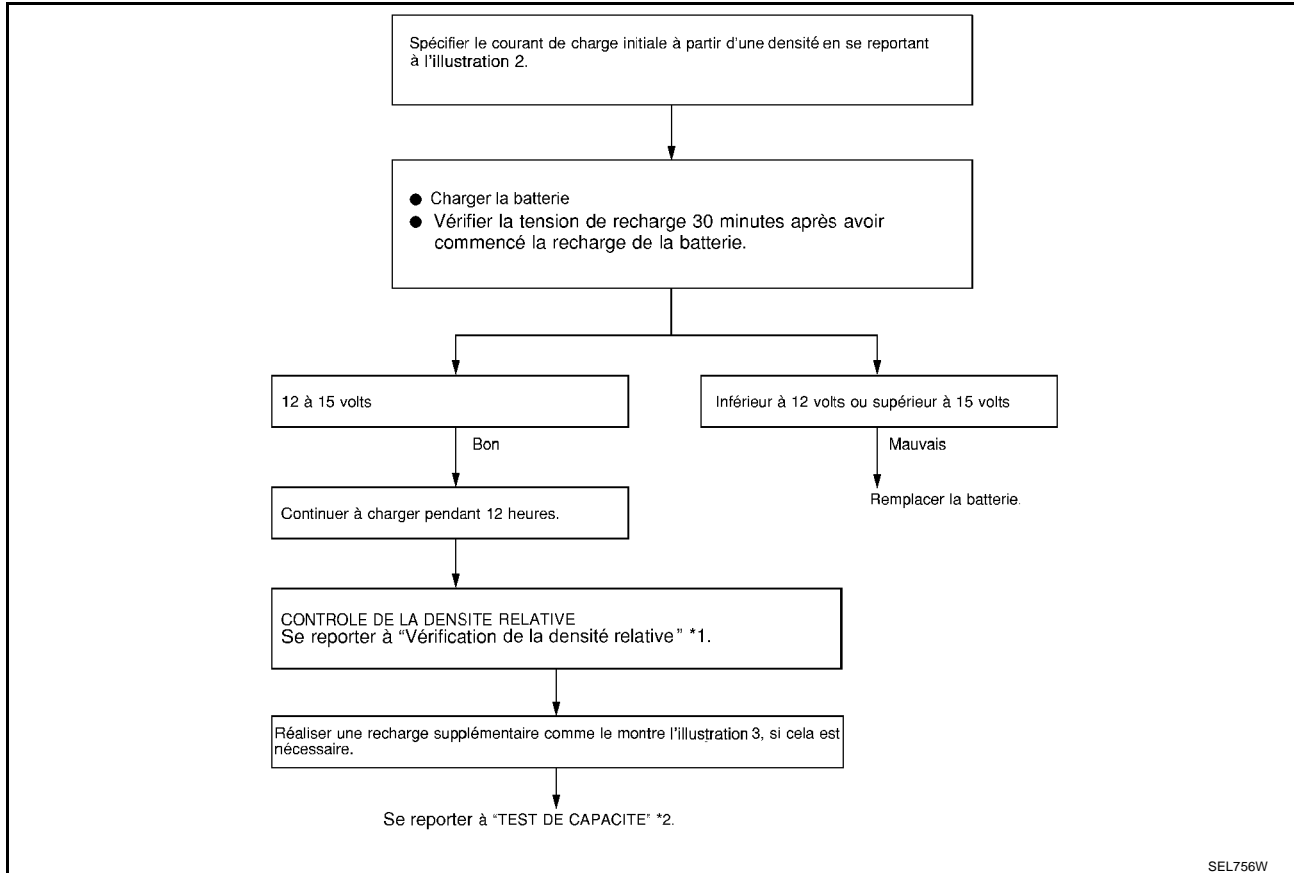 Spécifier le courant de charge initiale à partir d'une densité en se reportant
à l'illustration 2.
● Charger la batterie
● Vérifier la tension de recharge 30 minutes après avoir
commencé la recharge de la batterie.
12 à 15 volts
Inférieur à 12 volts ou supérieur à 15 volts
Bon
Mauvais
Continuer à charger pendant 12 heures.
Remplacer la batterie.
CONTROLE DE LA DENSITE RELATIVE
Se reporter à “Vérification de la densité relative” *1.
Réaliser une recharge supplémentaire comme le montre l'illustration 3, si cela est
nécessaire.
Se reporter à “TEST DE CAPACITE” *2.
SEL756W